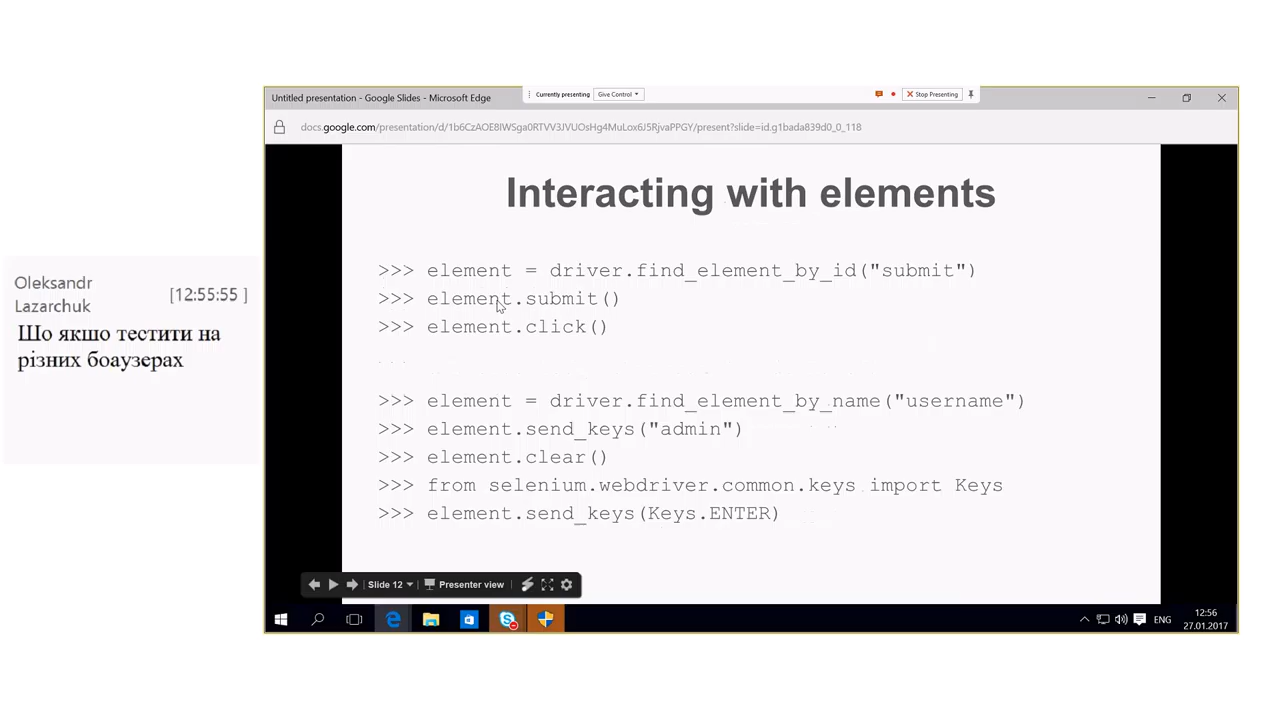 Untitled presentation - Google Slides - Microsoft Edge
Currently presenting
Give Control
Stop Presenting
docs.google.com/presentation/d/1b6CzAOE8IWSga0RTVV3JVUOsHg4MuLox6J5RjvaPPGY/present?slide=id.g1bada839d0_0_118
Interacting with elements
>>> element = driver.find_element_by_id("submit")
>>> element.submit()
>>> element.click()
...
>>> element = driver.find_element_by_name("username")
>>> element.send_keys("admin")
>>> element.clear()
>>> from selenium.webdriver.common.keys import Keys
>>> element.send_keys(Keys.ENTER)
Oleksandr
Lazarchuk
[12:55:55 ]
Шо якшо тестити на
різних боаузерах
Slide 12
Presenter view
ENG
12:56
27.01.2017